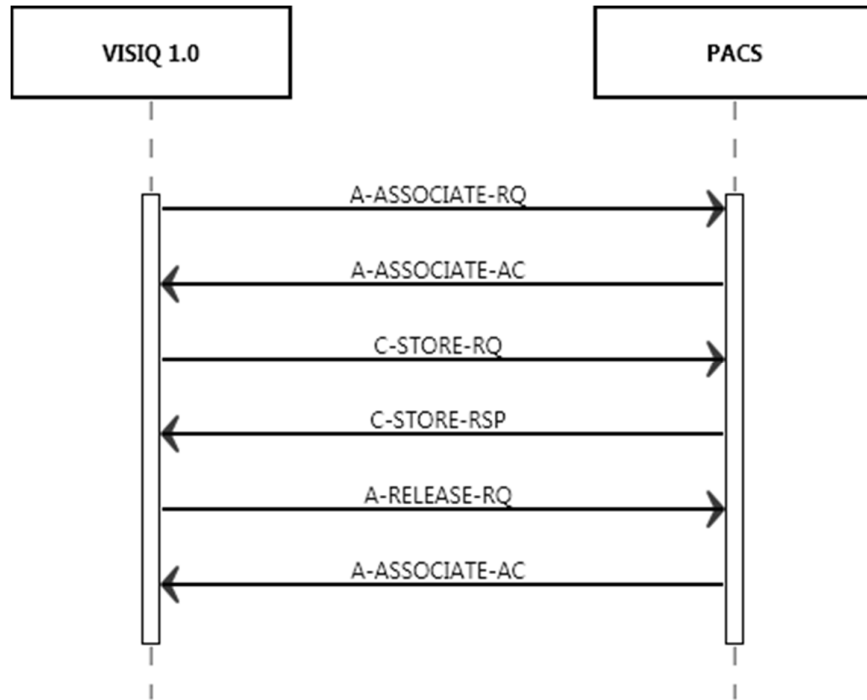 VISIQ 1.0
PACS
A-ASSOCIATE-RQ
A-ASSOCIATE-AC
C-STORE-RQ
C-STORE-RSP
A-RELEASE-RQ
A-ASSOCIATE-AC